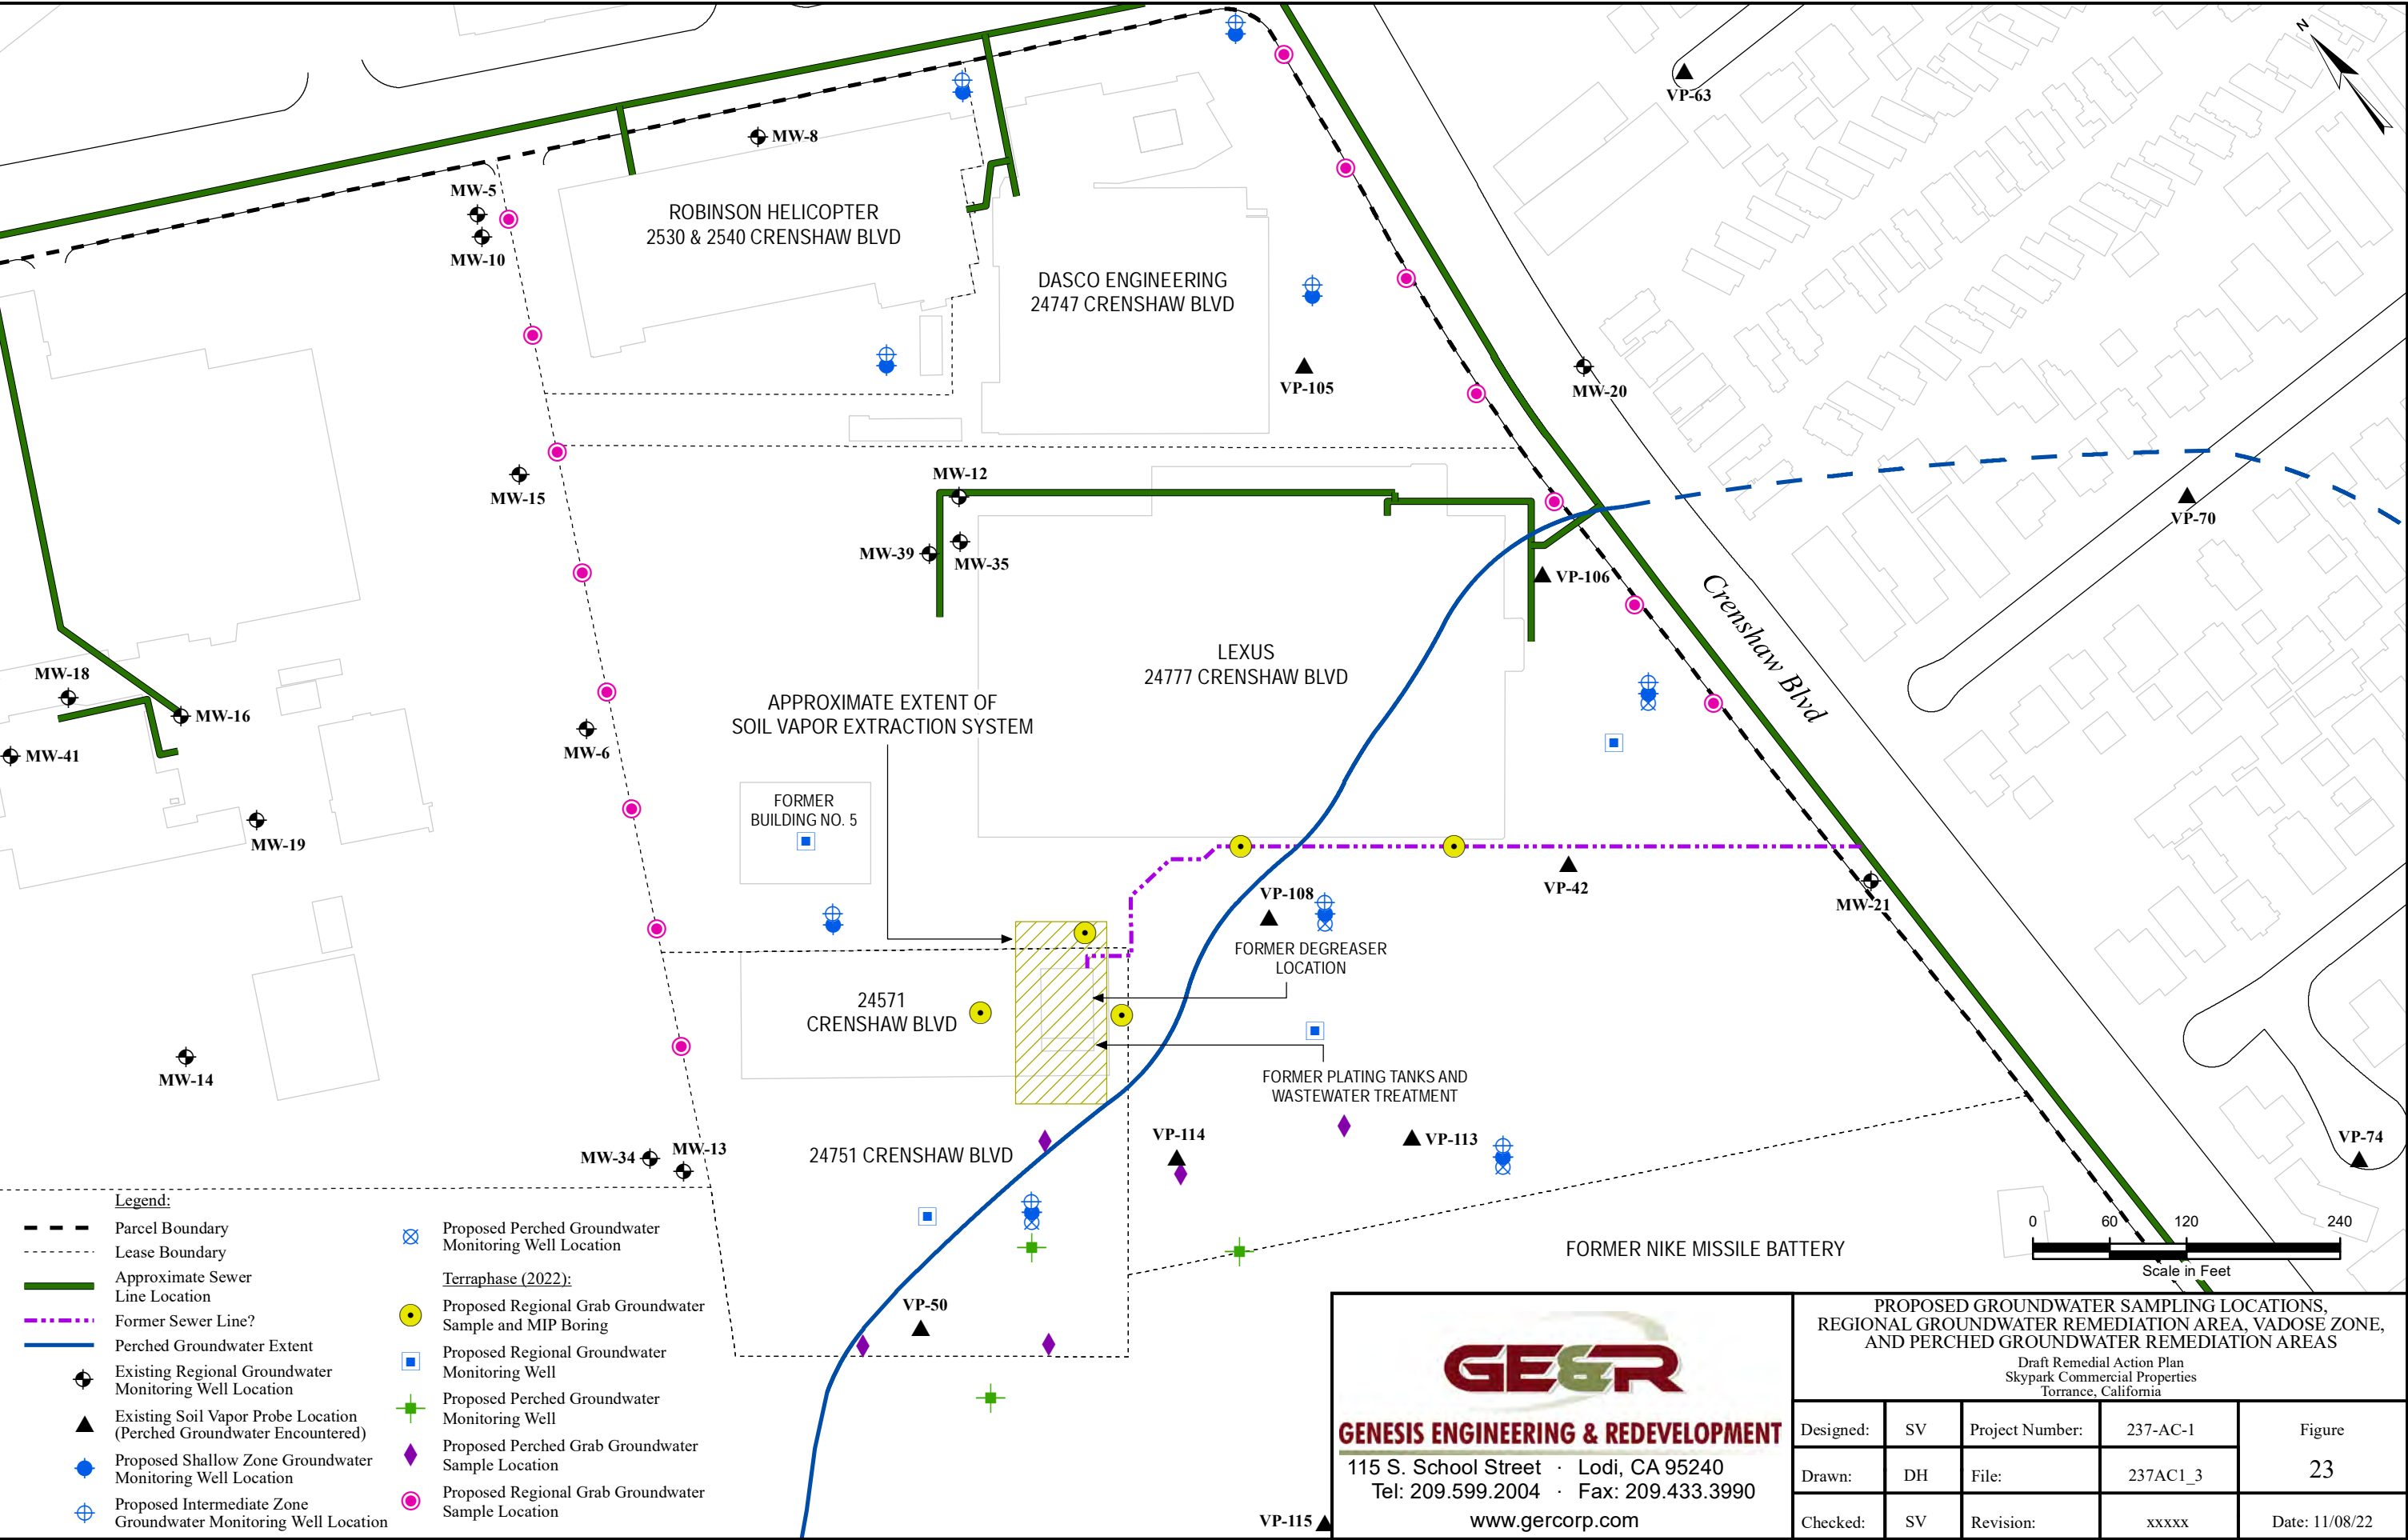 N
VP-63
MW-8
MW-5
MW-10
ROBINSON HELICOPTER
2530 & 2540 CRENSHAW BLVD
DASCO ENGINEERING
24747 CRENSHAW BLVD
VP-105
MW-20
MW-12
MW-15
MW-39
MW-35
VP-70
VP-106
Crenshaw Blvd
LEXUS
24777 CRENSHAW BLVD
MW-18
MW-16
APPROXIMATE EXTENT OF
SOIL VAPOR EXTRACTION SYSTEM
MW-6
MW-41
FORMER
BUILDING NO. 5
MW-19
VP-108
VP-42
MW-21
FORMER DEGREASER
LOCATION
24571
CRENSHAW BLVD
MW-14
FORMER PLATING TANKS AND
WASTEWATER TREATMENT
MW-34
MW-13
24751 CRENSHAW BLVD
VP-114
VP-113
VP-74
FORMER NIKE MISSILE BATTERY
0 60 120 240
Scale in Feet
VP-50
VP-115
Legend:
Parcel Boundary
Lease Boundary
Approximate Sewer
Line Location
Former Sewer Line?
Perched Groundwater Extent
Existing Regional Groundwater
Monitoring Well Location
Existing Soil Vapor Probe Location
(Perched Groundwater Encountered)
Proposed Shallow Zone Groundwater
Monitoring Well Location
Proposed Intermediate Zone
Groundwater Monitoring Well Location
Proposed Perched Groundwater
Monitoring Well Location
Terraphase (2022):
Proposed Regional Grab Groundwater
Sample and MIP Boring
Proposed Regional Groundwater
Monitoring Well
Proposed Perched Groundwater
Monitoring Well
Proposed Perched Grab Groundwater
Sample Location
Proposed Regional Grab Groundwater
Sample Location
GE&R
GENESIS ENGINEERING & REDEVELOPMENT
115 S. School Street · Lodi, CA 95240
Tel: 209.599.2004 · Fax: 209.433.3990
www.gercorp.com
PROPOSED GROUNDWATER SAMPLING LOCATIONS,
REGIONAL GROUNDWATER REMEDIATION AREA, VADOSE ZONE,
AND PERCHED GROUNDWATER REMEDIATION AREAS
Draft Remedial Action Plan
Skypark Commercial Properties
Torrance, California
Designed: SV Project Number: 237-AC-1 Figure
Drawn: DH File: 237AC1_3 23
Checked: SV Revision: xxxxx Date: 11/08/22